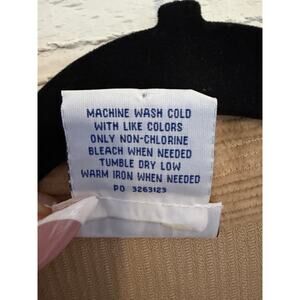 MACHINE WASH COLD
WITH LIKE COLORS
ONLY NON-CHLORINE
BLEACH WHEN NEEDED
TUMBLE DRY LOW
WARM IRON WHEN NEEDED
PO 3263123